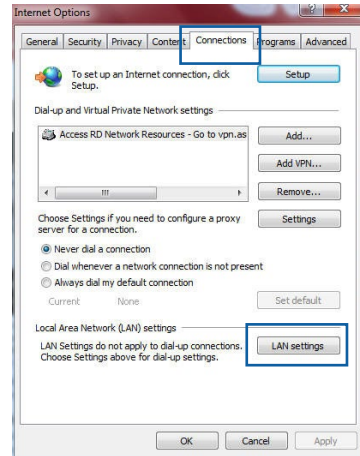 Internet Options
General Security Privacy Content Connections Programs Advanced
To set up an Internet connection, click
Setup.
Setup
Dial-up and Virtual Private Network settings
Access RD Network Resources - Go to vpn.as
Add...
Add VPN...
Remove...
Choose Settings if you need to configure a proxy
server for a connection.
Settings
Never dial a connection
Dial whenever a network connection is not present
Always dial my default connection
Current None
Set default
Local Area Network (LAN) settings
LAN Settings do not apply to dial-up connections.
Choose Settings above for dial-up settings.
LAN settings
OK Cancel Apply